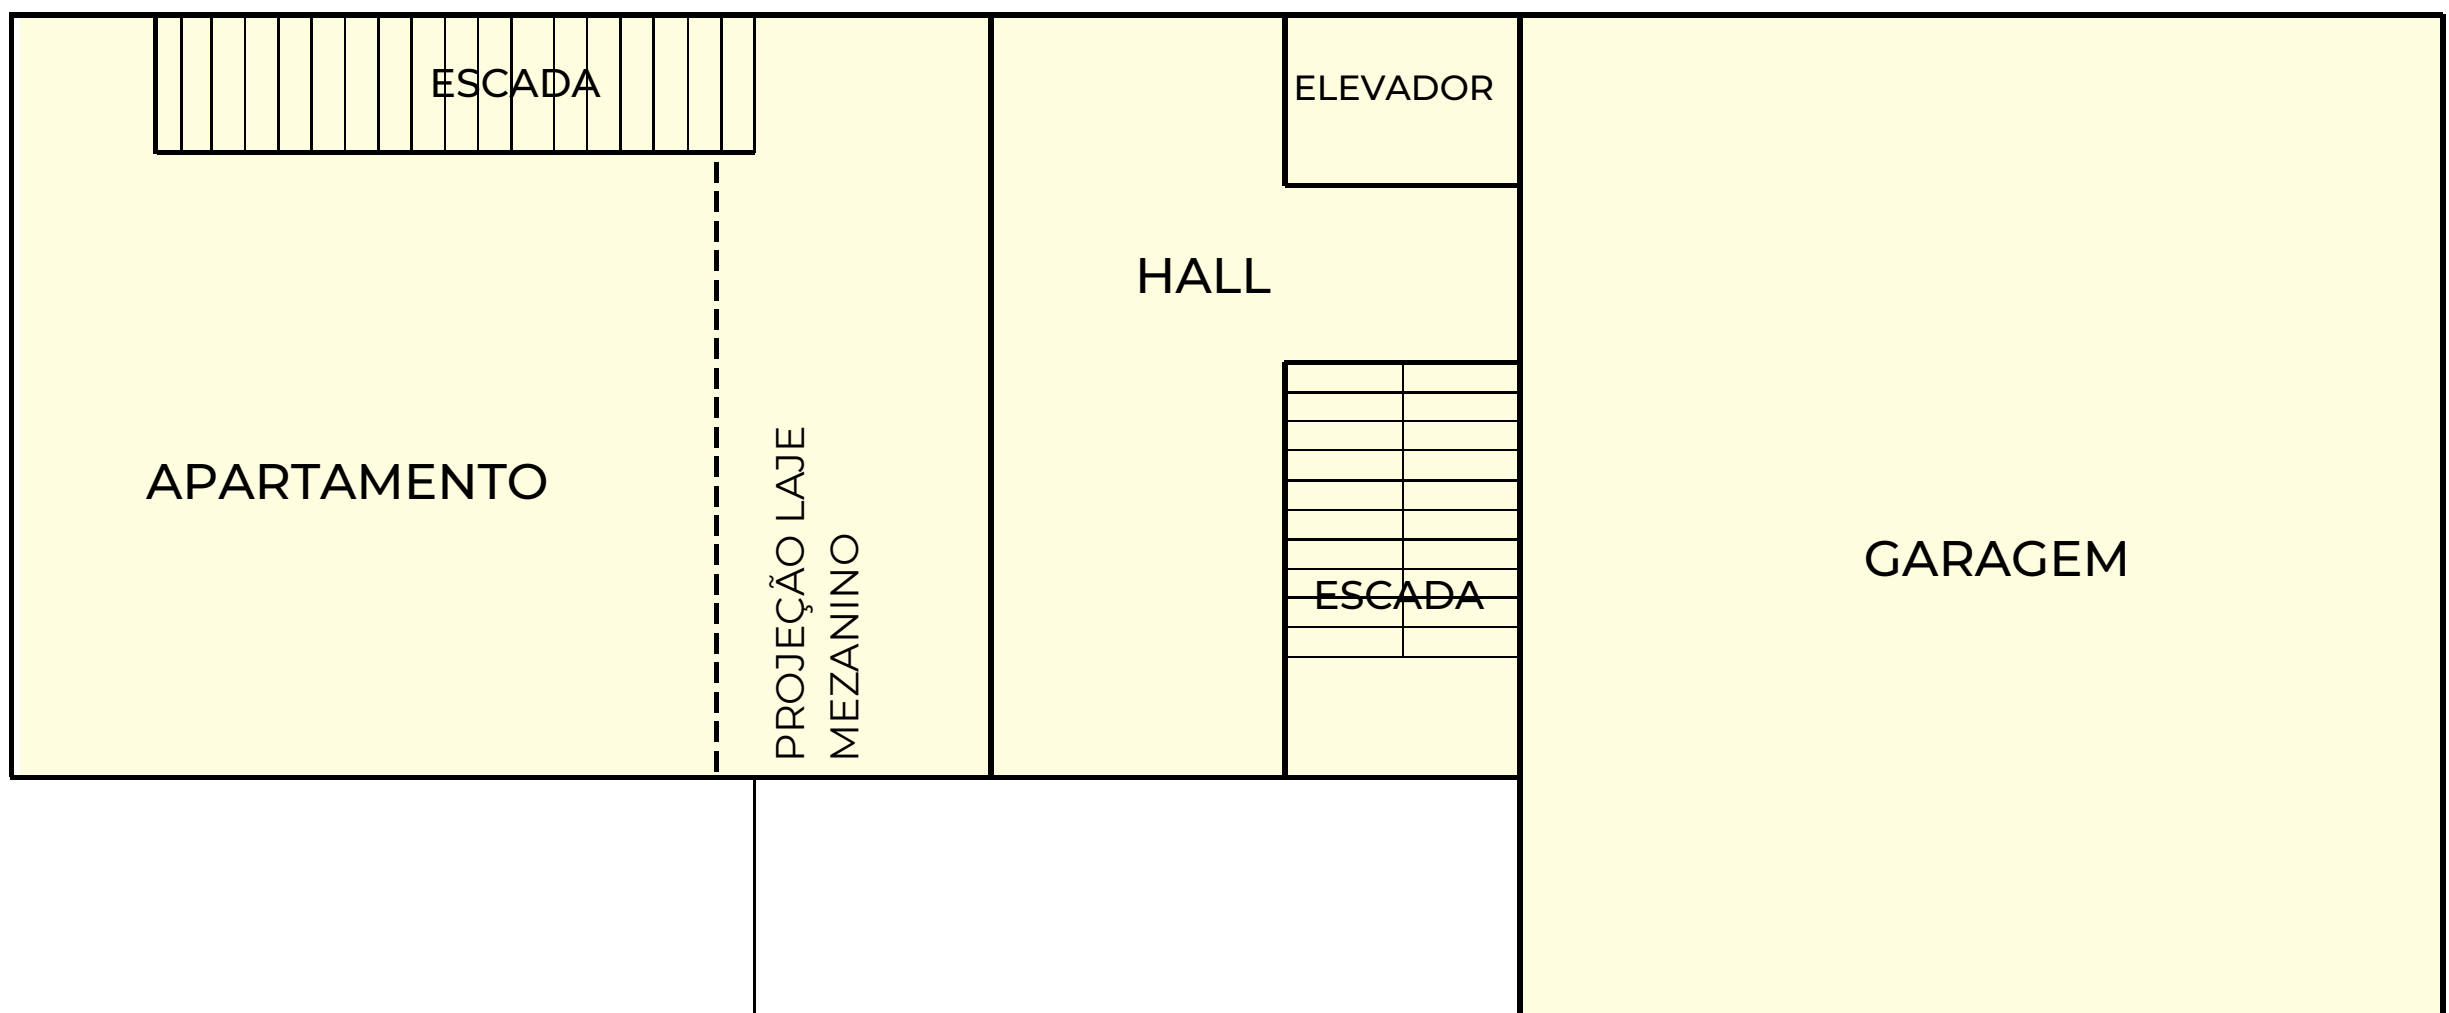 ESCADA
ELEVADOR
HALL
APARTAMENTO
PROJEÇÃO LAJE
MEZANINO
ESCADA
GARAGEM